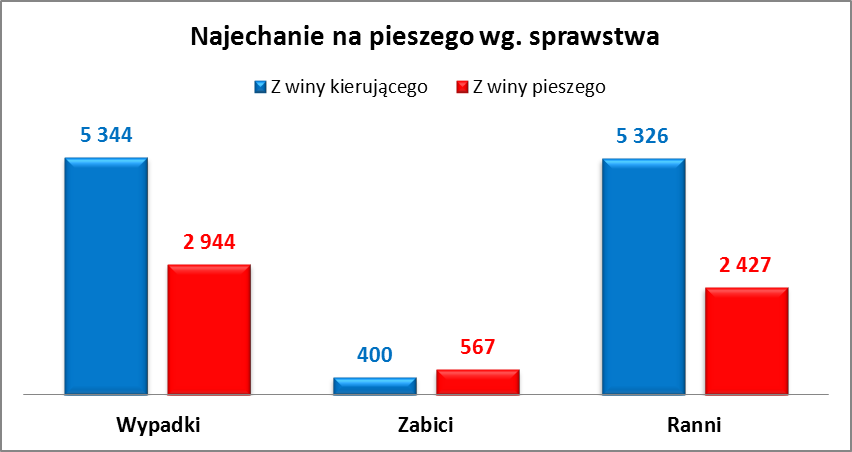 Najechanie na pieszego wg. sprawstwa
Z winy kierującego Z winy pieszego
5 344 2 944 400 567 5 326 2 427
Wypadki Zabici Ranni